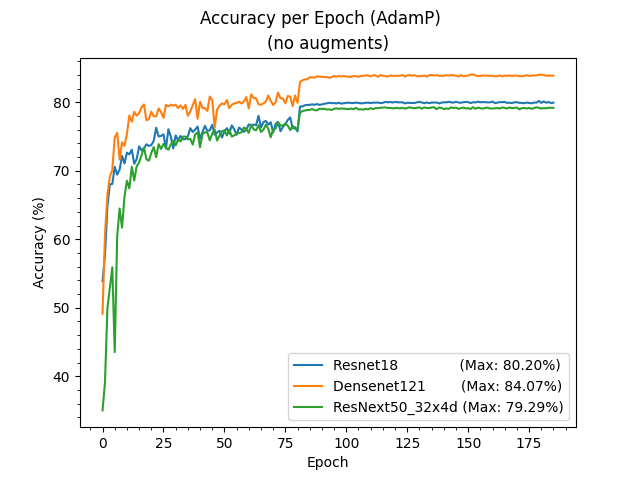 Accuracy per Epoch (AdamP)
(no augments)
Accuracy (%)
80
70
60
50
40
0 25 50 75 100 125 150 175
Epoch
Resnet18 (Max: 80.20%)
Densenet121 (Max: 84.07%)
ResNext50_32x4d (Max: 79.29%)